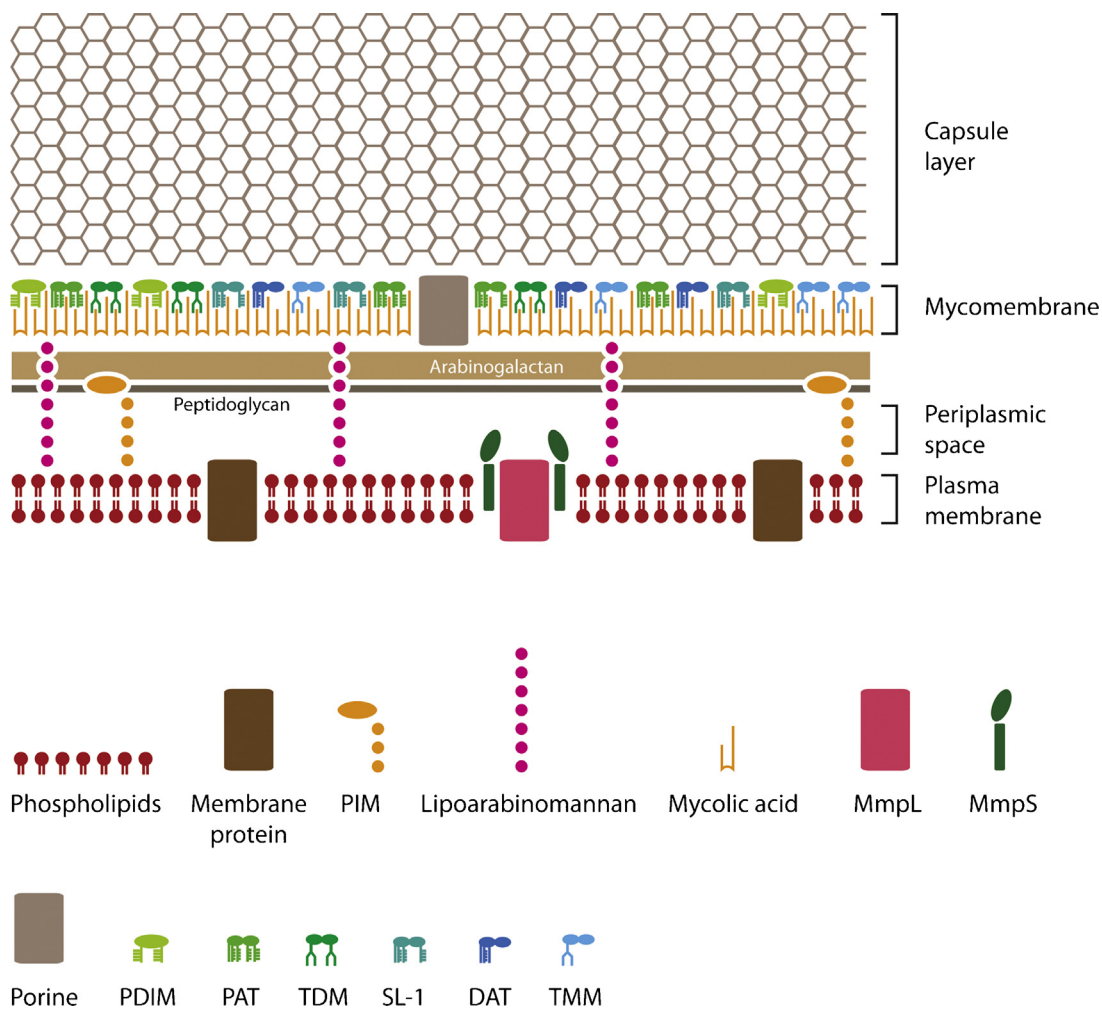 Capsule
layer
Mycomembrane
Arabinogalactan
Peptidoglycan
Periplasmic
space
Plasma
membrane
Phospholipids
Membrane
protein
PIM
Lipoarabinomannan
Mycolic acid
MmpL
MmpS
Porine
PDIM
PAT
TDM
SL-1
DAT
TMM